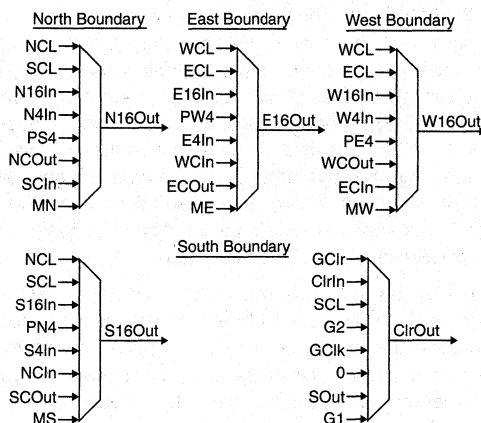 North Boundary
NCL
SCL
N16In
N4In
PS4
NCOut
SCIn
MN
N16Out
East Boundary
WCL
ECL
E16In
PW4
E4In
WCIn
ECOut
ME
E16Out
West Boundary
WCL
ECL
W16In
W4In
PE4
WCOut
ECIn
MW
W16Out
South Boundary
NCL
SCL
S16In
PN4
S4In
NCIn
SCOut
MS
S16Out
GClr
ClrIn
SCL
G2
GClk
0
SOut
G1
ClrOut